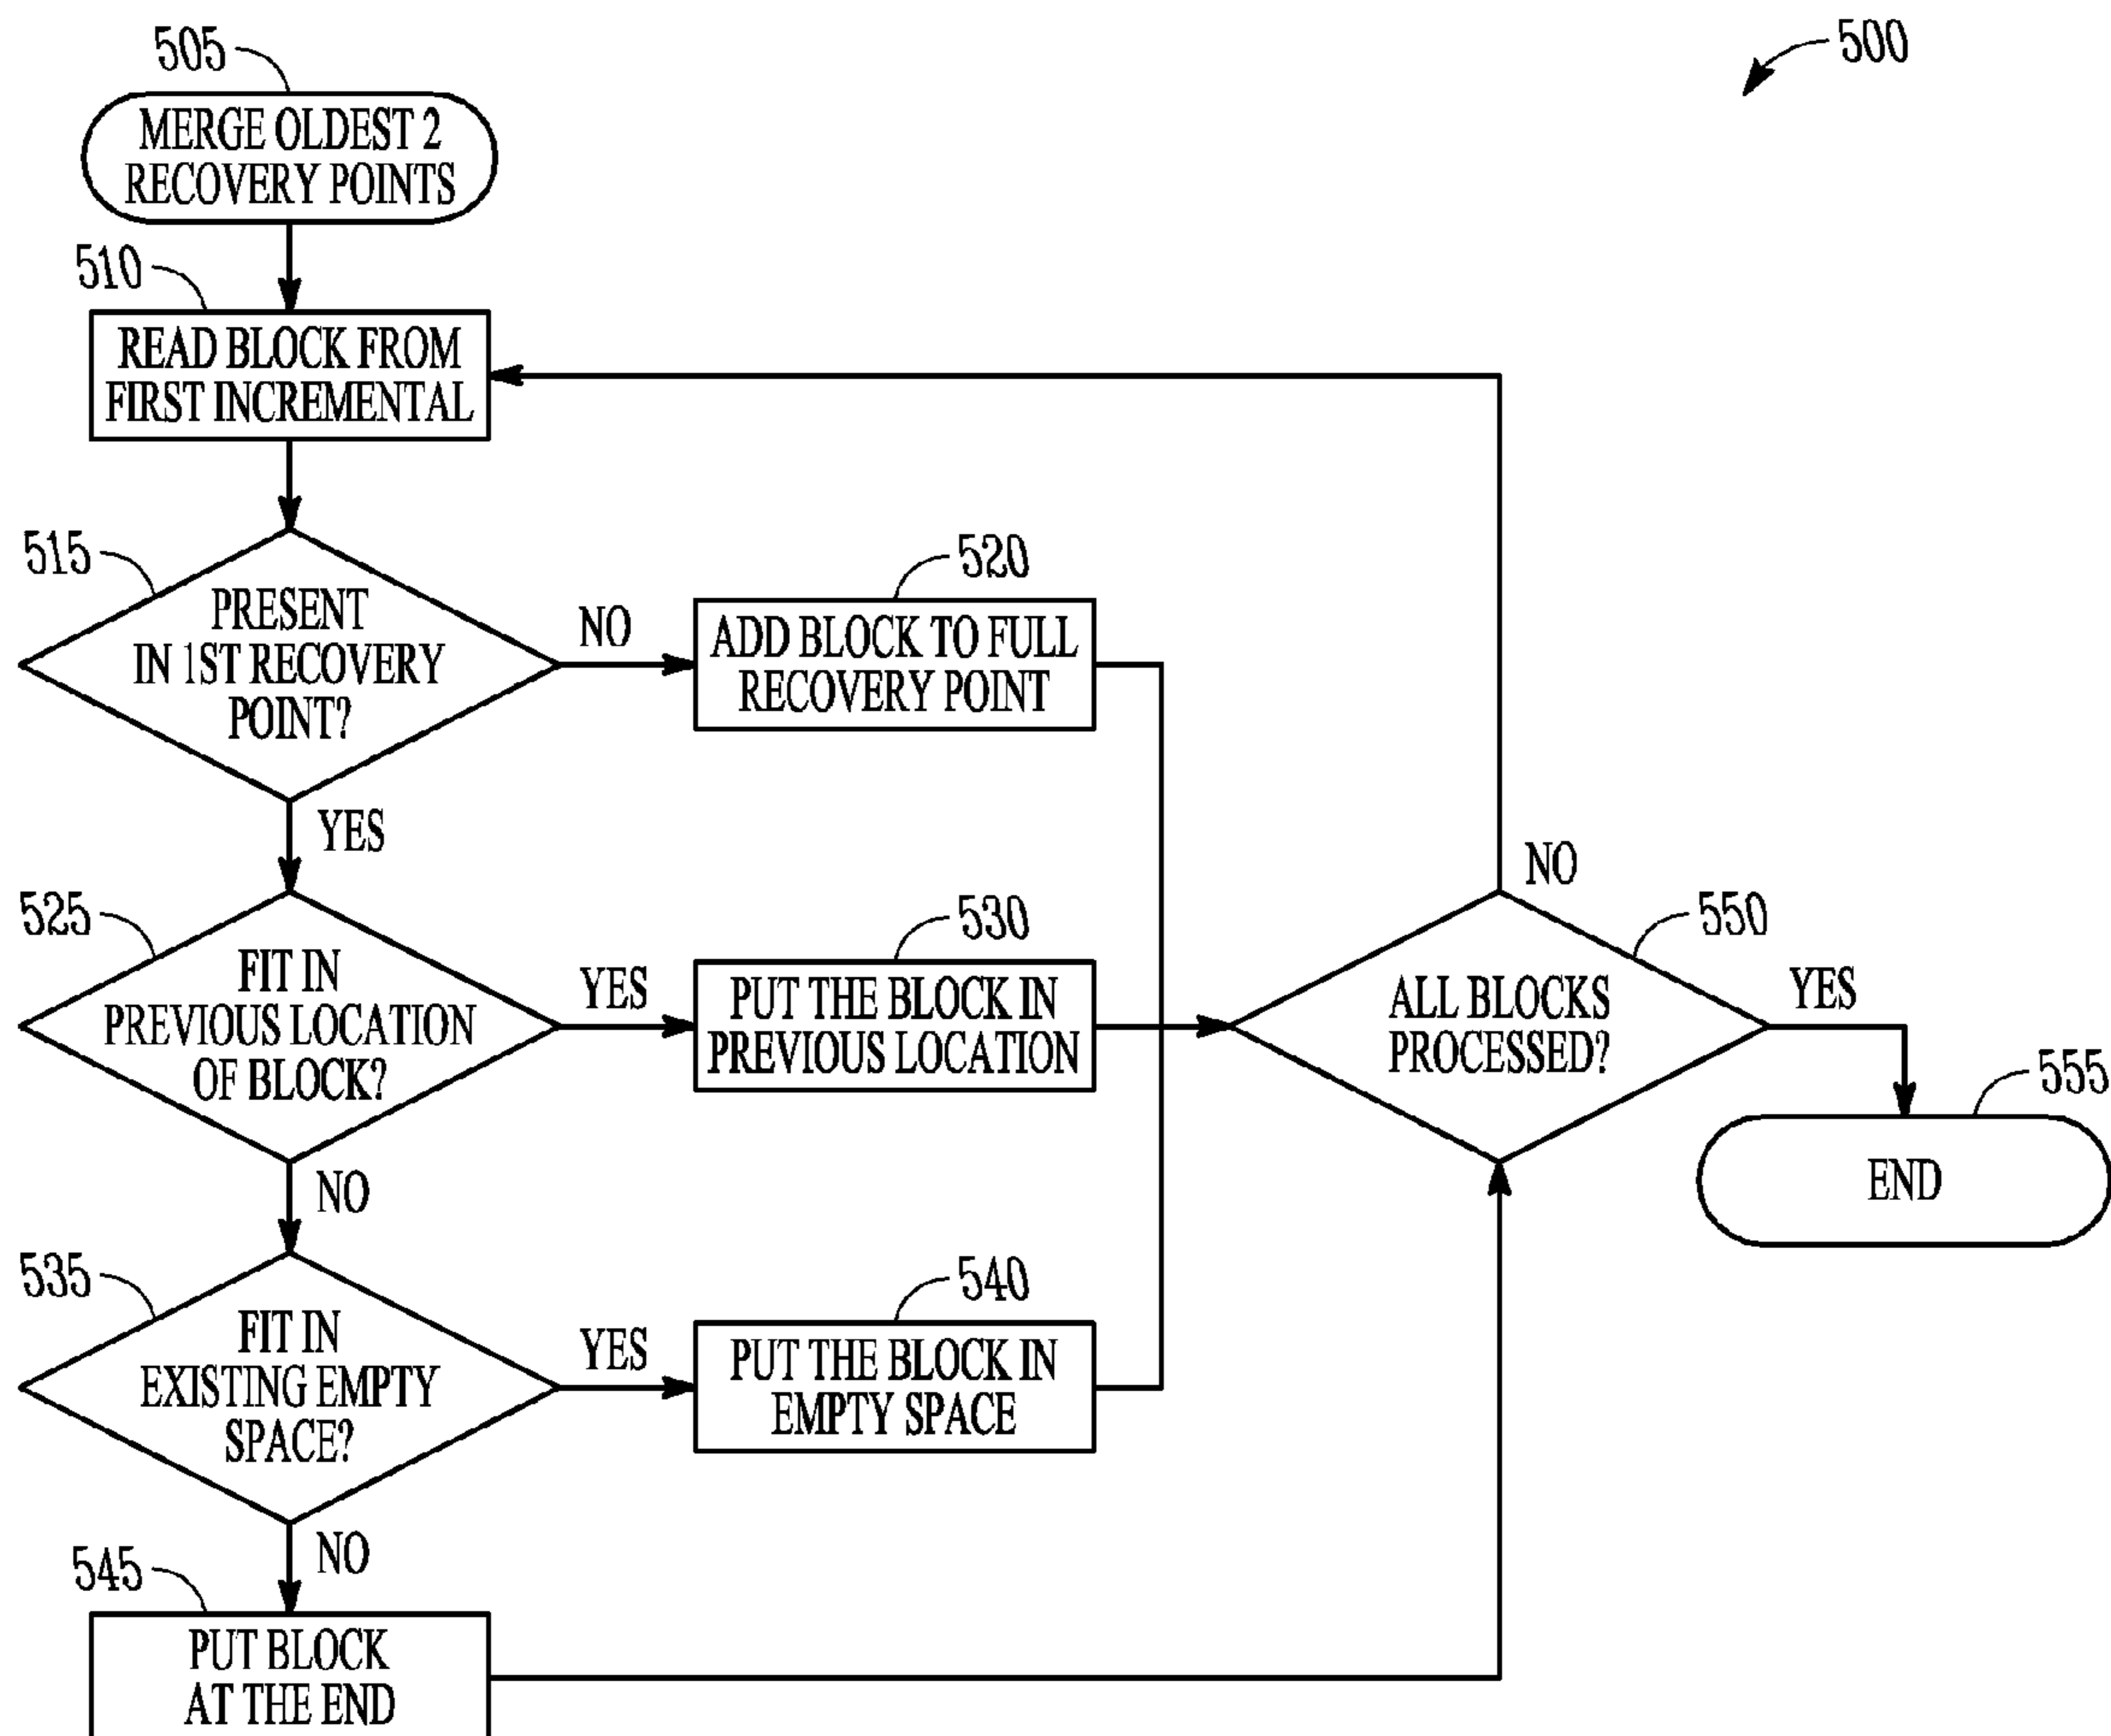 500
505
MERGE OLDEST 2
RECOVERY POINTS
510
READ BLOCK FROM
FIRST INCREMENTAL
515
PRESENT
IN 1ST RECOVERY
POINT?
NO
520
ADD BLOCK TO FULL
RECOVERY POINT
YES
525
FIT IN
PREVIOUS LOCATION
OF BLOCK?
YES
530
PUT THE BLOCK IN
PREVIOUS LOCATION
NO
535
FIT IN
EXISTING EMPTY
SPACE?
YES
540
PUT THE BLOCK IN
EMPTY SPACE
NO
545
PUT BLOCK
AT THE END
NO
550
ALL BLOCKS
PROCESSED?
YES
555
END